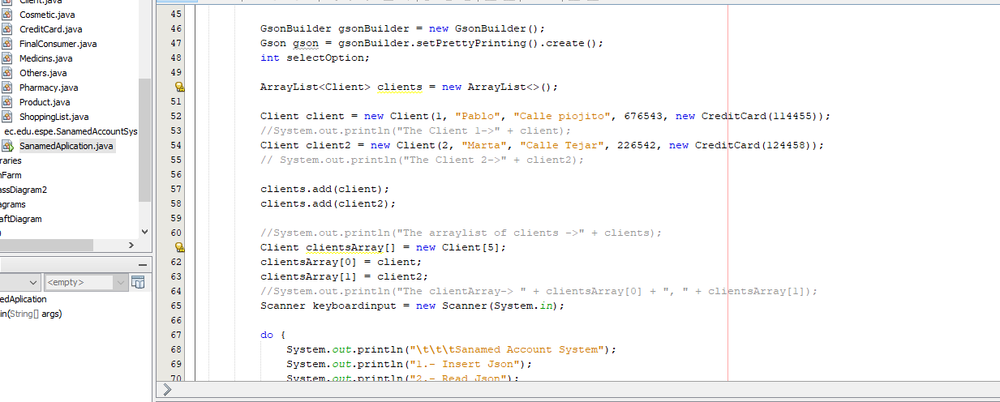 Client.java
Cosmetic.java
CreditCard.java
FinalConsumer.java
Medicins.java
Others.java
Pharmacy.java
Product.java
ShoppingList.java
ec.edu.espe.SanamedAccountSys
SanamedAplication.java
raries
nFarm
assDiagram2
agrams
aftDiagram
<empty>
edAplication
in(String[] args)
45
46 GsonBuilder gsonBuilder = new GsonBuilder();
47 Gson gson = gsonBuilder.setPrettyPrinting().create();
48 int selectOption;
49
ArrayList<Client> clients = new ArrayList<>();
51
52 Client client = new Client(1, "Pablo", "Calle piojito", 676543, new CreditCard(114455));
53 //System.out.println("The Client 1->" + client);
54 Client client2 = new Client(2, "Marta", "Calle Tejar", 226542, new CreditCard(124458));
55 // System.out.println("The Client 2->" + client2);
56
57 clients.add(client);
58 clients.add(client2);
59
60 //System.out.println("The arraylist of clients ->" + clients);
Client clientsArray[] = new Client[5];
62 clientsArray[0] = client;
63 clientsArray[1] = client2;
64 //System.out.println("The clientArray-> " + clientsArray[0] + ", " + clientsArray[1]);
65 Scanner keyboardinput = new Scanner(System.in);
66
67 do {
68 System.out.println("\t\t\tSanamed Account System");
69 System.out.println("1.- Insert Json");
70 System.out.println("2.- Read Json");